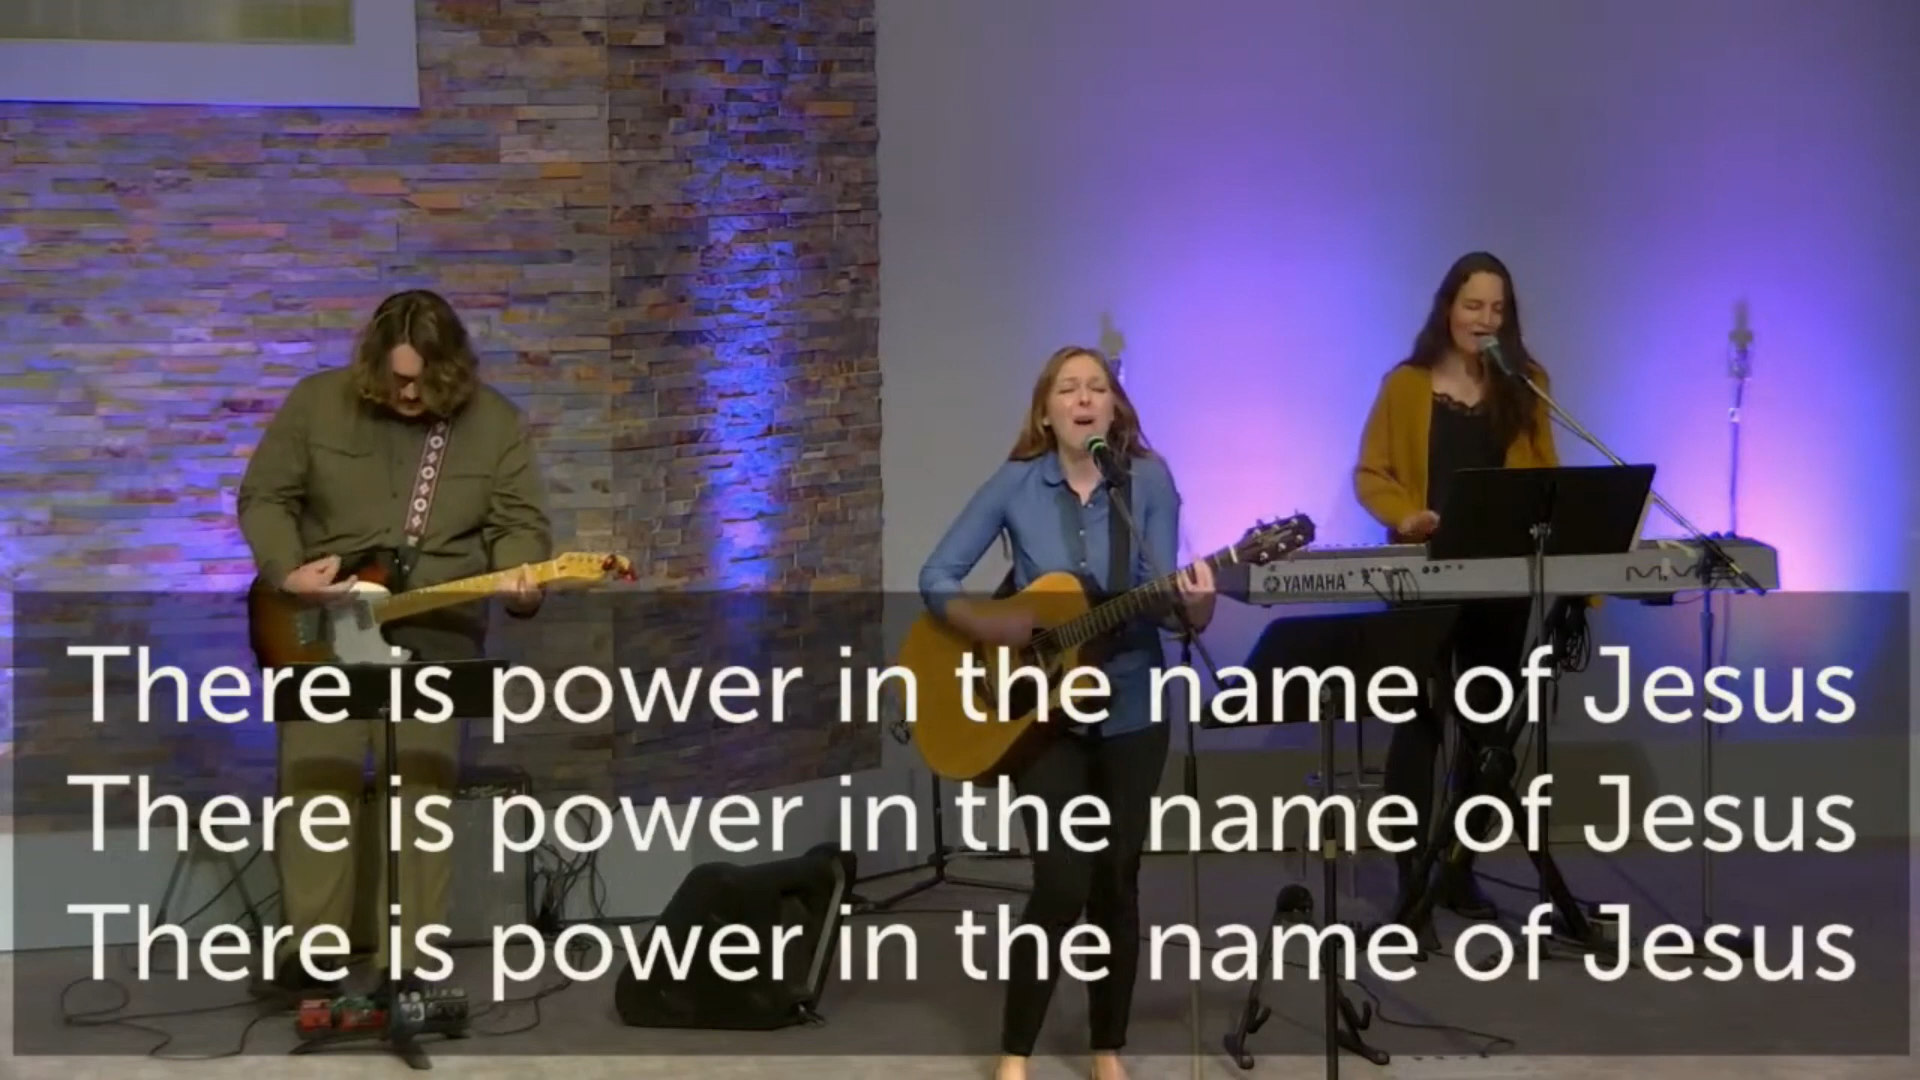 YAMAHA
There is power in the name of Jesus
There is power in the name of Jesus
There is power in the name of Jesus